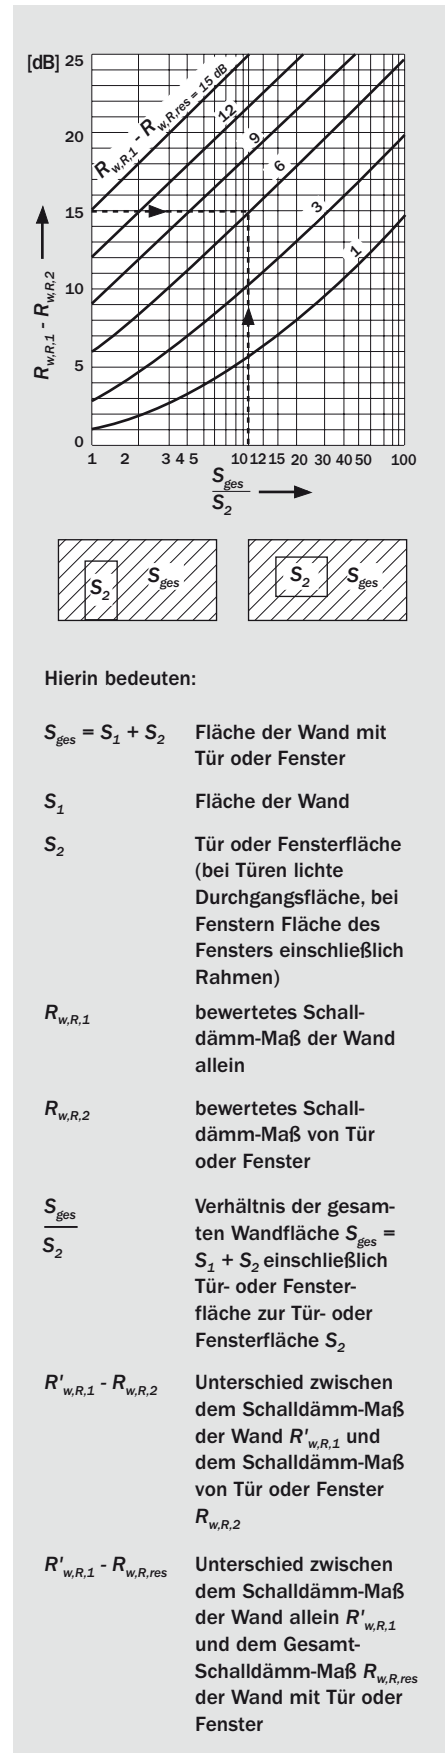 [dB] 25
20
15
10
5
0
R_w,R,1 - R_w,R,2
R_w,R,1 - R_w,R,res = 15 dB
12
9
6
3
1
1 2 3 4 5 10 12 15 20 30 40 50 100
S_ges
S_2
S_2 S_ges
S_2 S_ges
Hierin bedeuten:
S_ges = S_1 + S_2 Fläche der Wand mit
Tür oder Fenster
S_1 Fläche der Wand
S_2 Tür oder Fensterfläche
(bei Türen lichte
Durchgangsfläche, bei
Fenstern Fläche des
Fensters einschließlich
Rahmen)
R_w,R,1 bewertetes Schall-
dämm-Maß der Wand
allein
R_w,R,2 bewertetes Schall-
dämm-Maß von Tür
oder Fenster
S_ges Verhältnis der gesam-
S_2 ten Wandfläche S_ges =
S_1 + S_2 einschließlich
Tür- oder Fenster-
fläche zur Tür- oder
Fensterfläche S_2
R'_w,R,1 - R_w,R,2 Unterschied zwischen
dem Schalldämm-Maß
der Wand R'_w,R,1 und
dem Schalldämm-Maß
von Tür oder Fenster
R_w,R,2
R'_w,R,1 - R_w,R,res Unterschied zwischen
dem Schalldämm-Maß
der Wand allein R'_w,R,1
und dem Gesamt-
Schalldämm-Maß R_w,R,res
der Wand mit Tür oder
Fenster